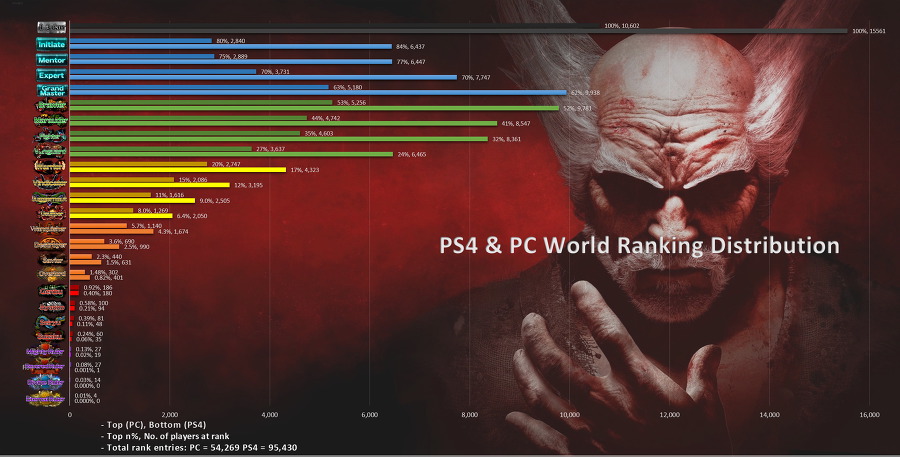 100%, 10,602
100%, 15561
Initiate
80%, 2,840
84%, 6,437
Mentor
75%, 2,889
77%, 6,447
Expert
70%, 3,731
70%, 7,747
Grand
Master
63%, 5,180
62%, 9,938
53%, 5,256
52%, 9,781
Marauder
44%, 4,742
41%, 8,547
Fighter
35%, 4,603
32%, 8,361
Vanguard
27%, 3,637
24%, 6,465
20%, 2,747
17%, 4,323
15%, 2,086
12%, 3,195
11%, 1,616
9.0%, 2,505
8.0%, 1,269
6.4%, 2,050
Vanquisher
5.7%, 1,140
4.3%, 1,674
Destroyer
3.6%, 690
2.5%, 990
Savior
2.3%, 440
1.5%, 631
Overlord
1.48%, 302
0.82%, 401
0.92%, 186
0.40%, 180
0.58%, 100
0.21%, 94
0.39%, 81
0.11%, 48
0.24%, 60
0.06%, 35
Mighty Ruler
0.13%, 27
0.02%, 19
0.08%, 27
0.001%, 1
0.03%, 14
0.000%, 0
0.01%, 4
0.000%, 0
PS4 & PC World Ranking Distribution
0 2,000 4,000 6,000 8,000 10,000 12,000 14,000 16,000
- Top (PC), Bottom (PS4)
- Top n%, No. of players at rank
- Total rank entries: PC = 54,269 PS4 = 95,430